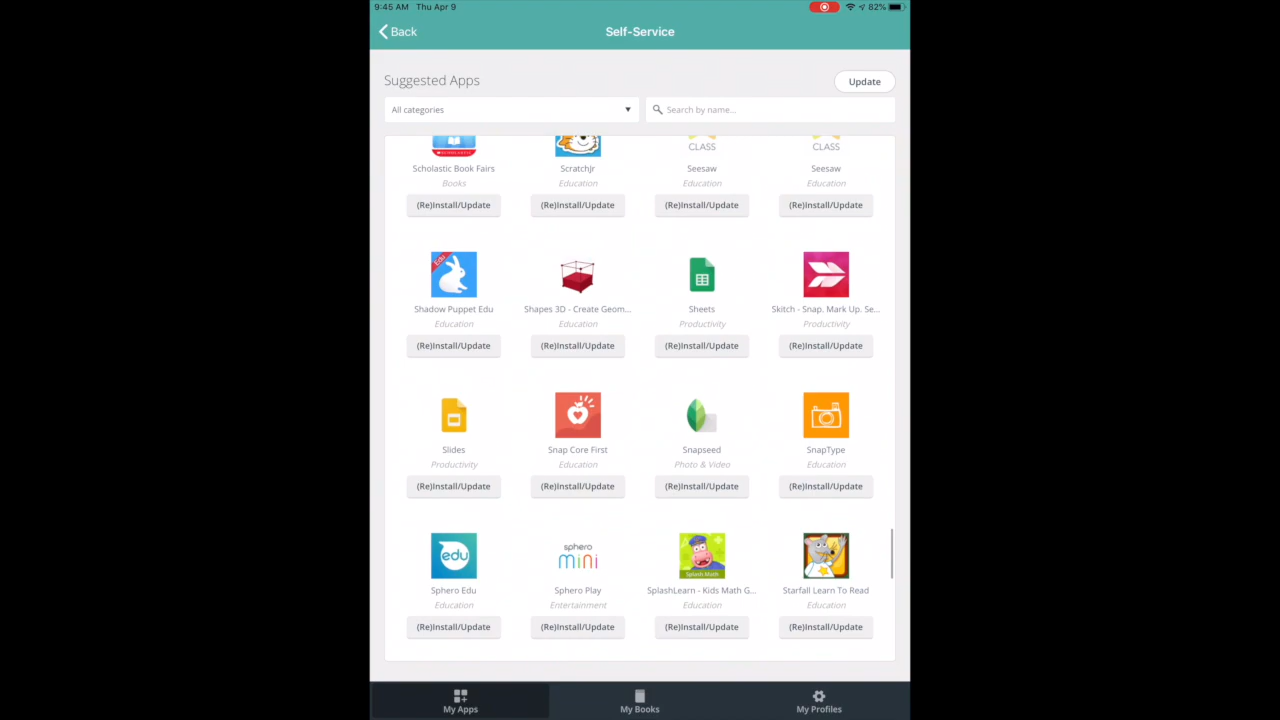 9:45 AM Thu Apr 9 82%
Back Self-Service
Suggested Apps Update
All categories Search by name...
SCHOLASTIC CLASS CLASS
Scholastic Book Fairs ScratchJr Seesaw Seesaw
Books Education Education Education
(Re)Install/Update (Re)Install/Update (Re)Install/Update (Re)Install/Update
Edu
Shadow Puppet Edu Shapes 3D - Create Geom... Sheets Skitch - Snap. Mark Up. Se...
Education Education Productivity Productivity
(Re)Install/Update (Re)Install/Update (Re)Install/Update (Re)Install/Update
Slides Snap Core First Snapseed SnapType
Productivity Education Photo & Video Education
(Re)Install/Update (Re)Install/Update (Re)Install/Update (Re)Install/Update
edu sphero mini Splash Math
Sphero Edu Sphero Play SplashLearn - Kids Math G... Starfall Learn To Read
Education Entertainment Education Education
(Re)Install/Update (Re)Install/Update (Re)Install/Update (Re)Install/Update
My Apps My Books My Profiles